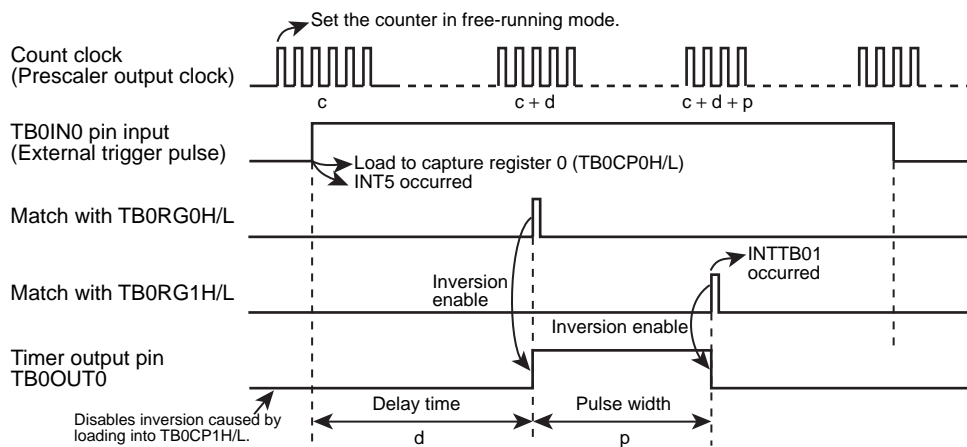 Set the counter in free-running mode.
Count clock
(Prescaler output clock)
c
c + d
c + d + p
TB0IN0 pin input
(External trigger pulse)
Load to capture register 0 (TB0CP0H/L)
INT5 occurred
Match with TB0RG0H/L
INTTB01
occurred
Inversion
enable
Match with TB0RG1H/L
Inversion enable
Timer output pin
TB0OUT0
Disables inversion caused by
loading into TB0CP1H/L.
Delay time
Pulse width
d
p